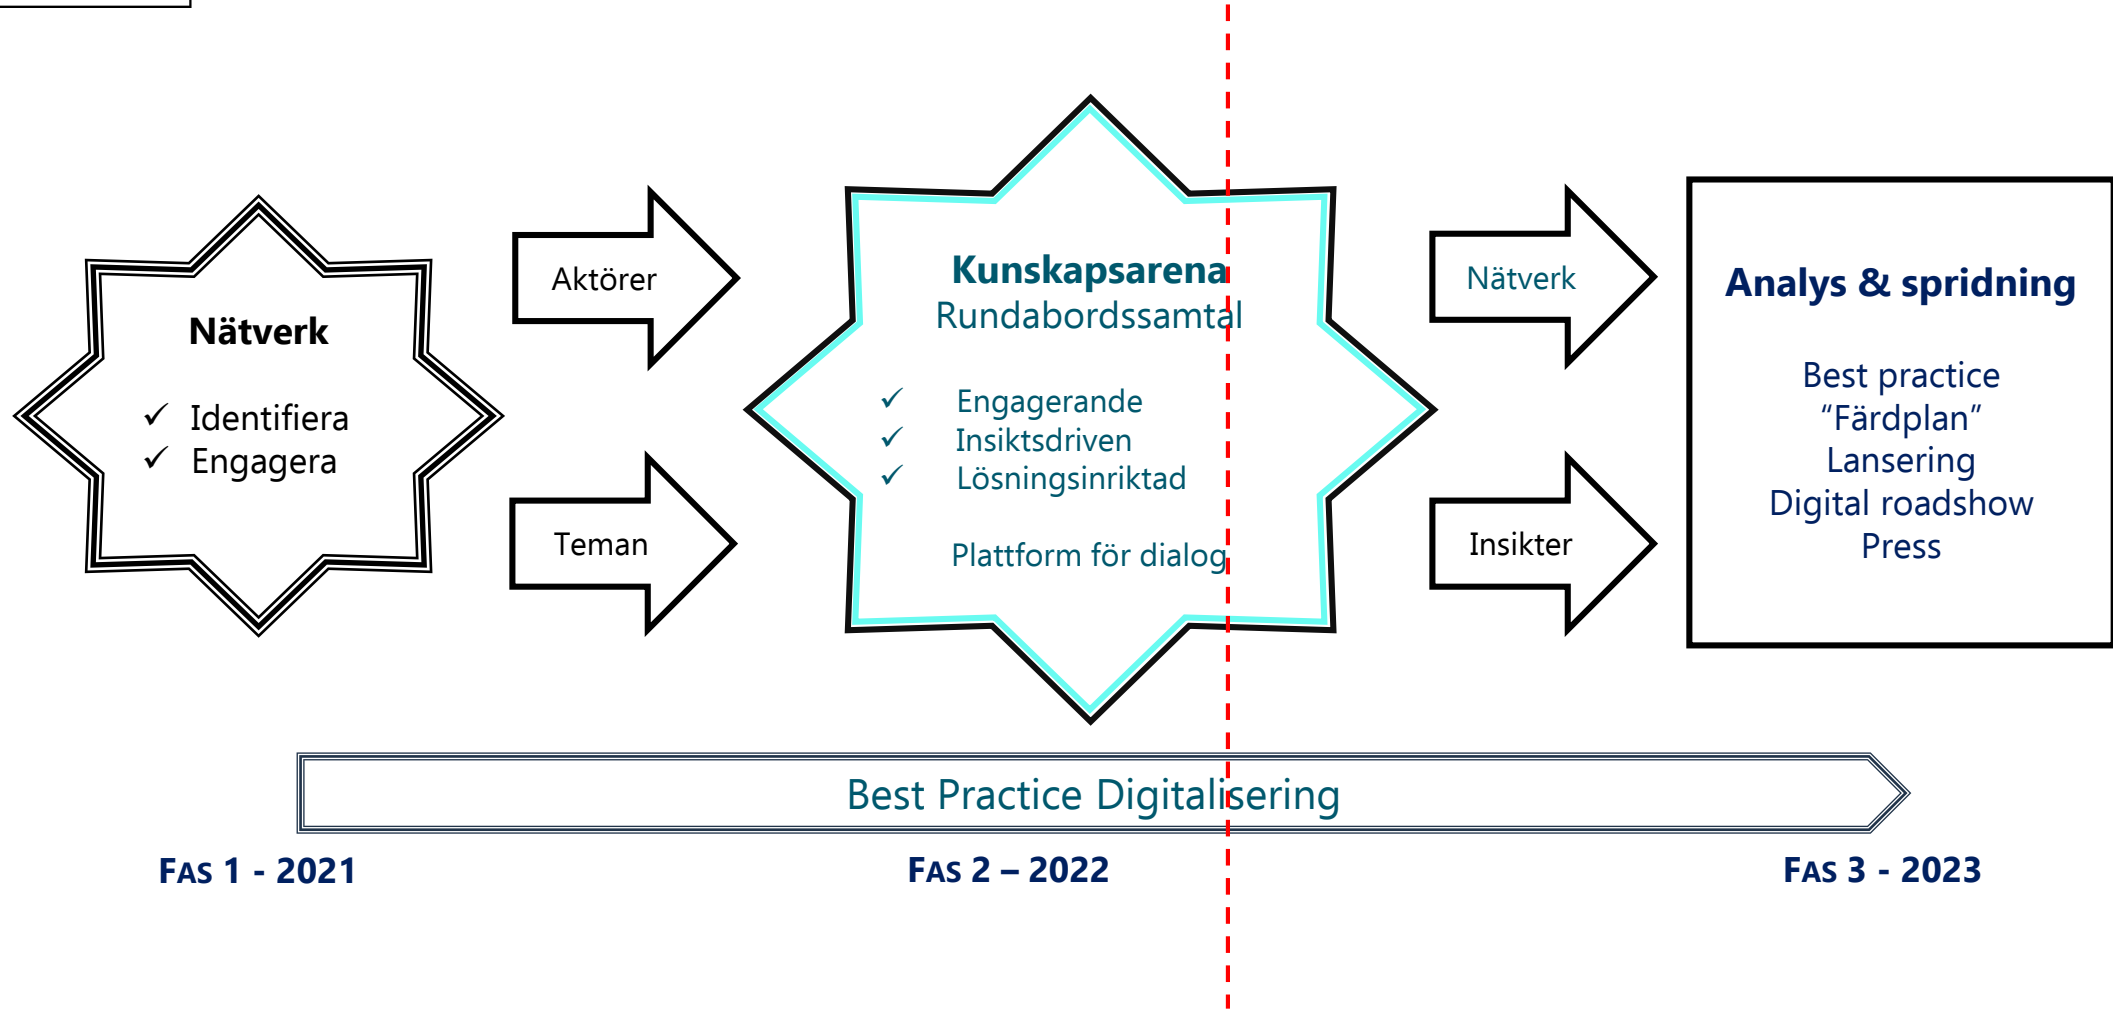 Nätverk
✓ Identifiera
✓ Engagera
Aktörer
Teman
Kunskapsarena
Rundabordssamtal
✓ Engagerande
✓ Insiktsdriven
✓ Lösningsinriktad
Plattform för dialog
Nätverk
Insikter
Analys & spridning
Best practice
“Färdplan”
Lansering
Digital roadshow
Press
Best Practice Digitalisering
FAS 1 - 2021
FAS 2 – 2022
FAS 3 - 2023